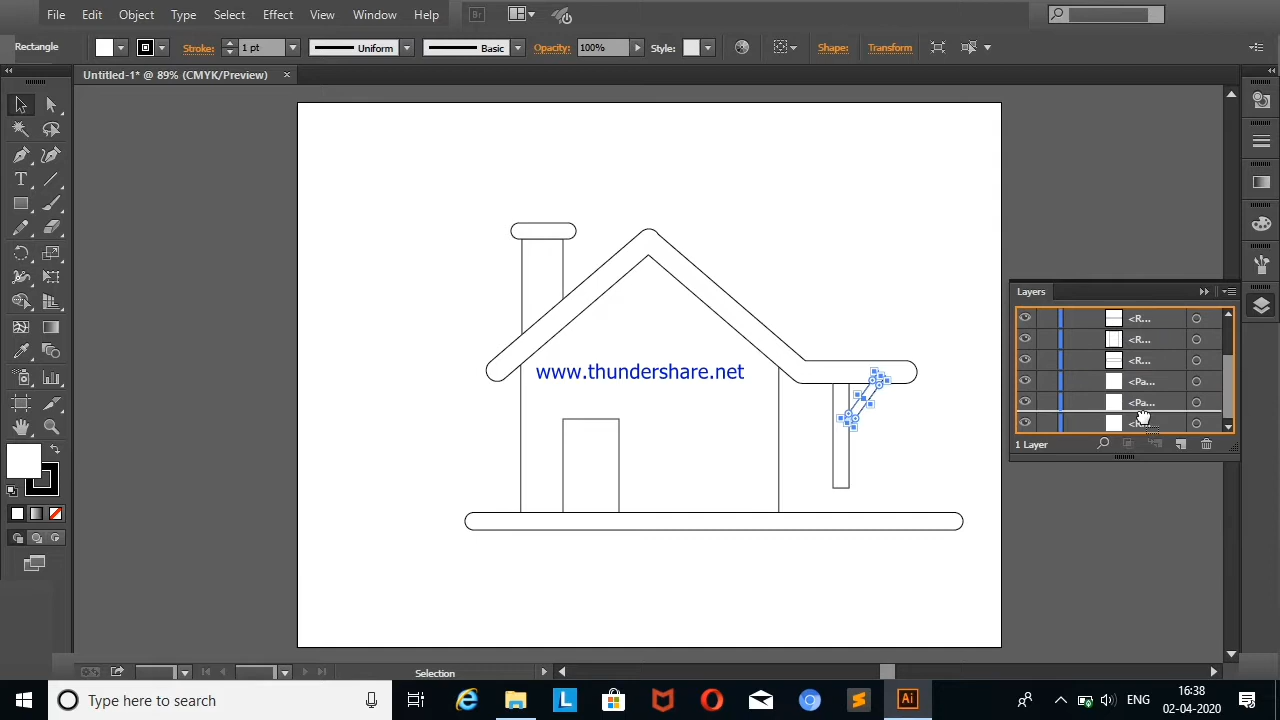 File Edit Object Type Select Effect View Window Help Br
Rectangle Stroke: 1 pt Uniform Basic Opacity: 100% Style: Shape: Transform
Untitled-1* @ 89% (CMYK/Preview)
www.thundershare.net
Layers
<R...
<R...
<R...
<Pa...
<Pa...
1 Layer
Selection
Type here to search
L
Ai
ENG
16:38
02-04-2020